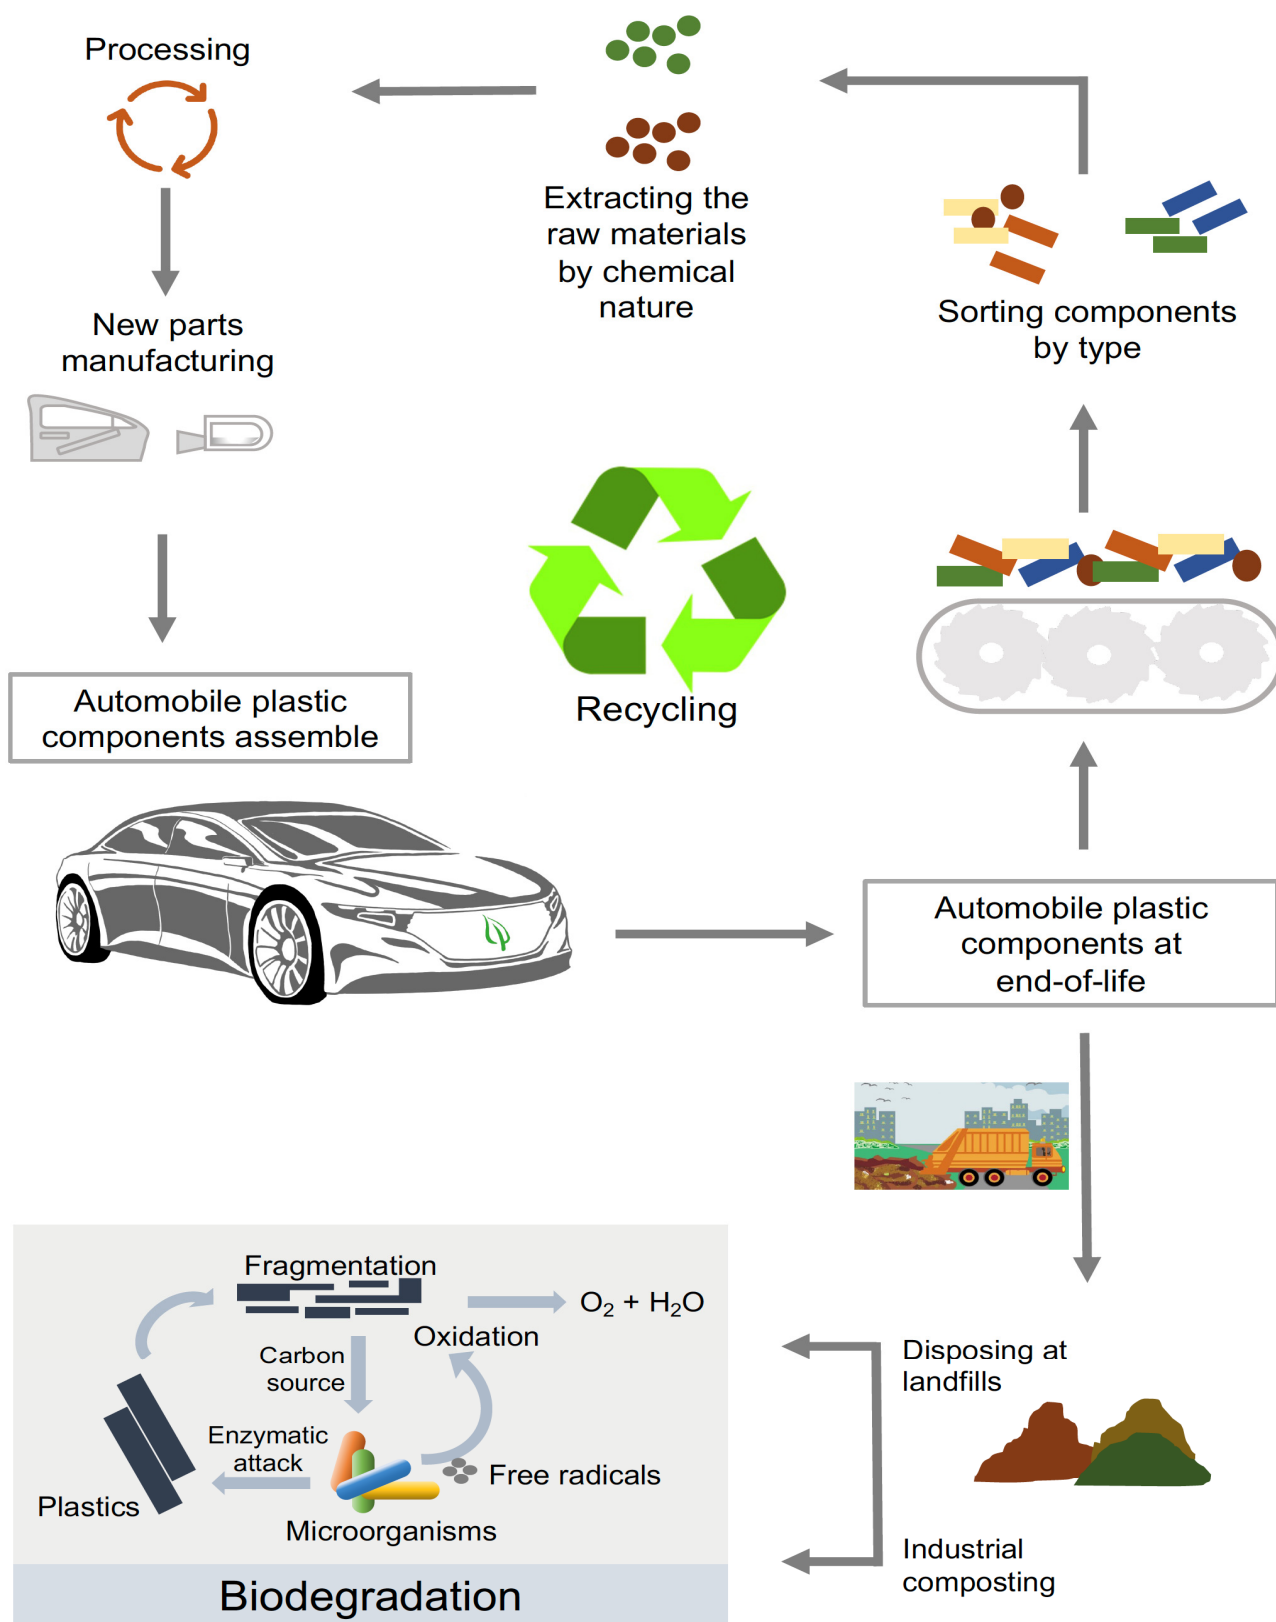 Processing
Extracting the
raw materials
by chemical
nature
Sorting components
by type
New parts
manufacturing
Recycling
Automobile plastic
components assemble
Automobile plastic
components at
end-of-life
Fragmentation
O₂ + H₂O
Oxidation
Carbon
source
Enzymatic
attack
Free radicals
Plastics
Microorganisms
Biodegradation
Disposing at
landfills
Industrial
composting